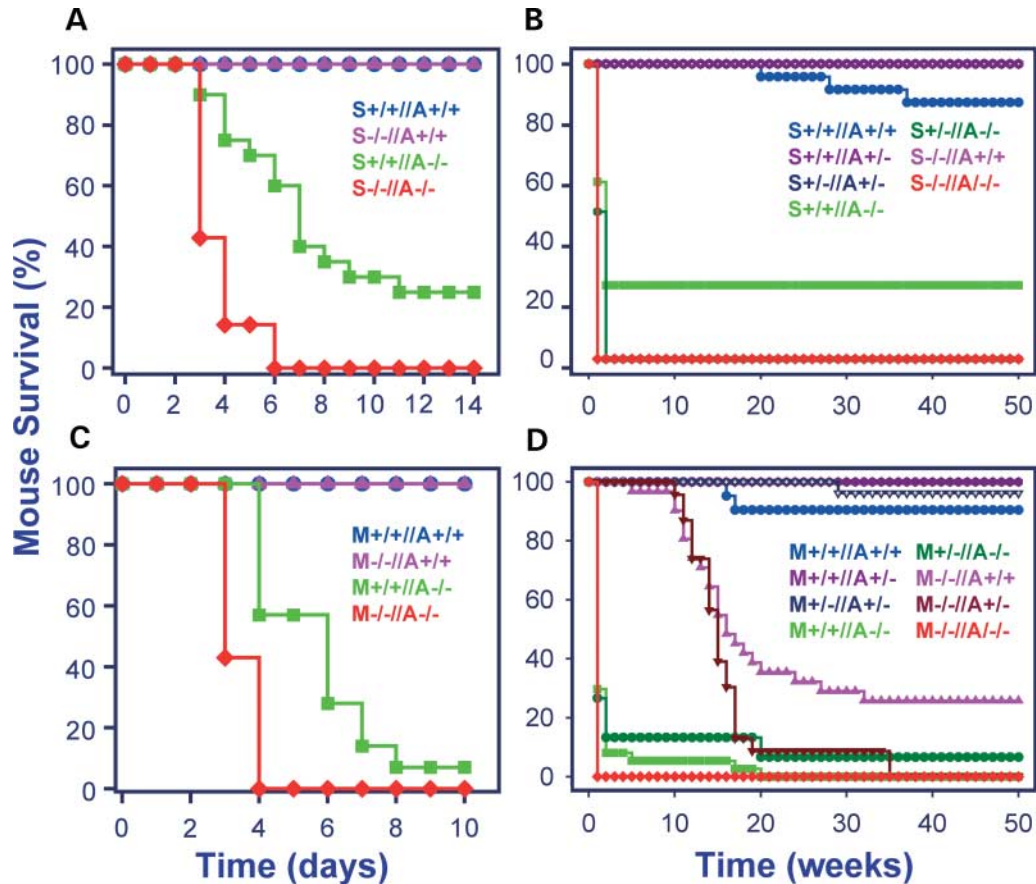 A
B
100
80
60
40
20
0
S+/+//A+/+
S-/-//A+/+
S+/+//A-/-
S-/-//A-/-
0 2 4 6 8 10 12 14
100
80
60
40
20
0
S+/+//A+/+ S+/-//A-/-
S+/+//A+/- S-/-//A+/+
S+/-//A+/- S-/-//A/-/-
S+/+//A-/-
0 10 20 30 40 50
Mouse Survival (%)
C
D
100
80
60
40
20
0
M+/+//A+/+
M-/-//A+/+
M+/+//A-/-
M-/-//A-/-
0 2 4 6 8 10
Time (days)
100
80
60
40
20
0
M+/+//A+/+ M+/-//A-/-
M+/+//A+/- M-/-//A+/+
M+/-//A+/- M-/-//A+/-
M+/+//A-/- M-/-//A/-/-
0 10 20 30 40 50
Time (weeks)